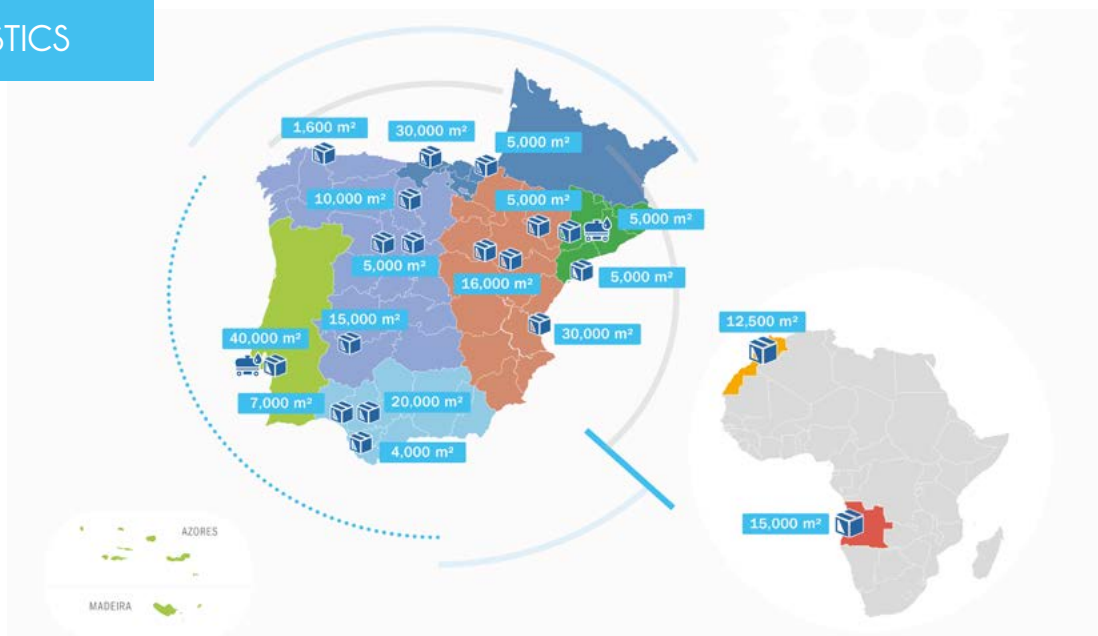 STICS
1,600 m²
30,000 m²
5,000 m²
10,000 m²
5,000 m²
5,000 m²
5,000 m²
16,000 m²
5,000 m²
15,000 m²
30,000 m²
40,000 m²
7,000 m²
20,000 m²
4,000 m²
12,500 m²
15,000 m²
AZORES
MADEIRA